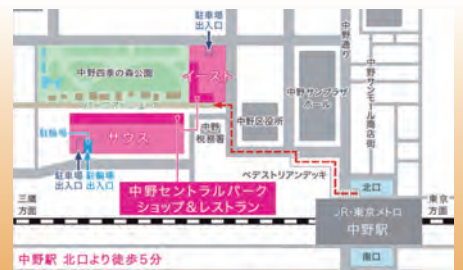 駐車場
出入口
中野通り
中野四季の森公園
イースト
中野サンプラザ
ホール
中野サンモール商店街
サウス
中野
税務署
中野区役所
駐輪場
駐車場
出入口
駐輪場
出入口
ペデストリアンデッキ
中野セントラルパーク
ショップ&レストラン
北口
三鷹
方面
JR・東京メトロ
中野駅
東京
方面
南口
中野駅 北口より徒歩5分